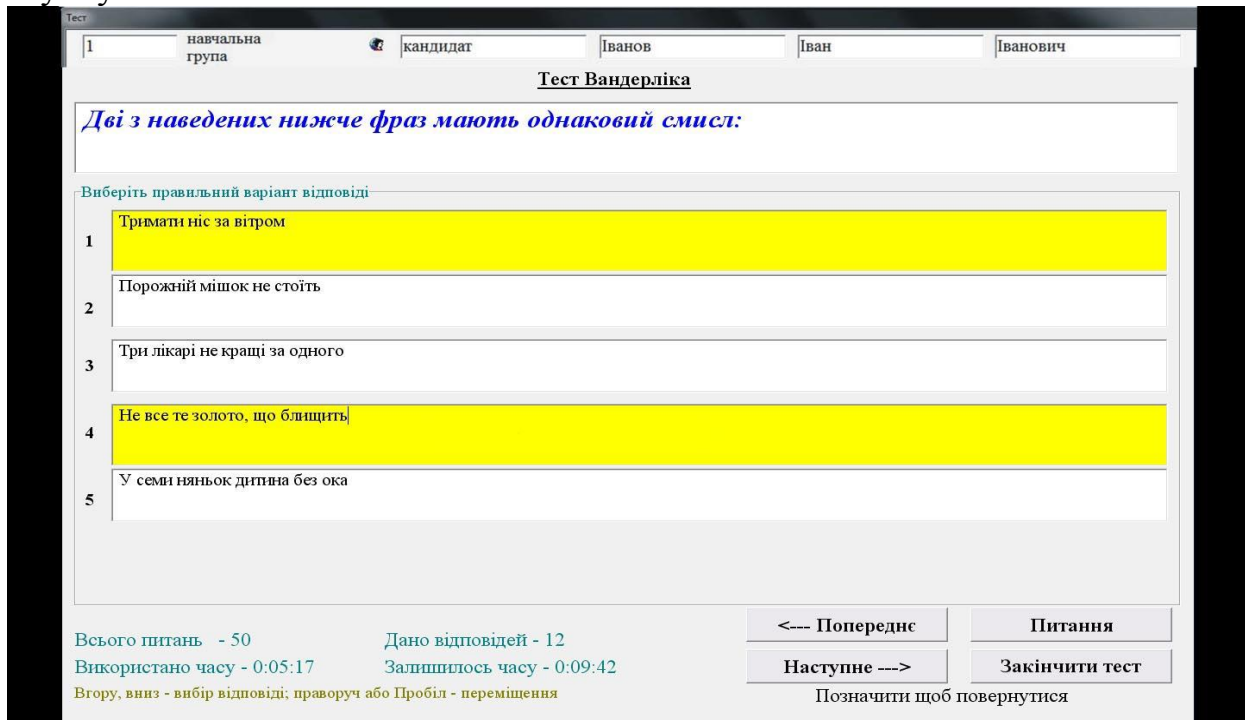 Тест
1 навчальна група кандидат Іванов Іван Іванович
Тест Вандерліка
Дві з наведених нижче фраз мають однаковий смисл:
Виберіть правильний варіант відповіді
1 Тримати ніс за вітром
2 Порожній мішок не стоїть
3 Три лікарі не кращі за одного
4 Не все те золото, що блищить
5 У семи няньок дитина без ока
Всього питань - 50 Дано відповідей - 12
<--- Попереднє Питання
Використано часу - 0:05:17 Залишилось часу - 0:09:42
Наступне ---> Закінчити тест
Вгору, вниз - вибір відповіді; праворуч або Пробіл - переміщення
Позначити щоб повернутися